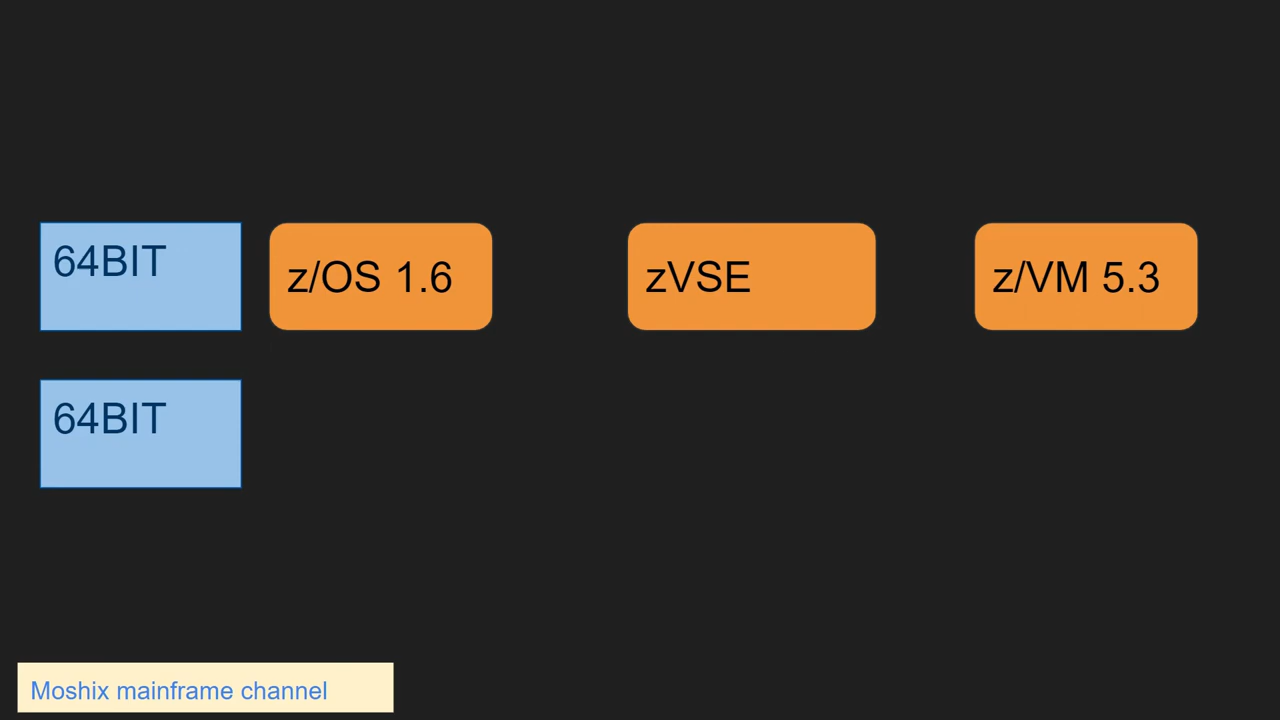 64BIT
z/OS 1.6
zVSE
z/VM 5.3
64BIT
Moshix mainframe channel